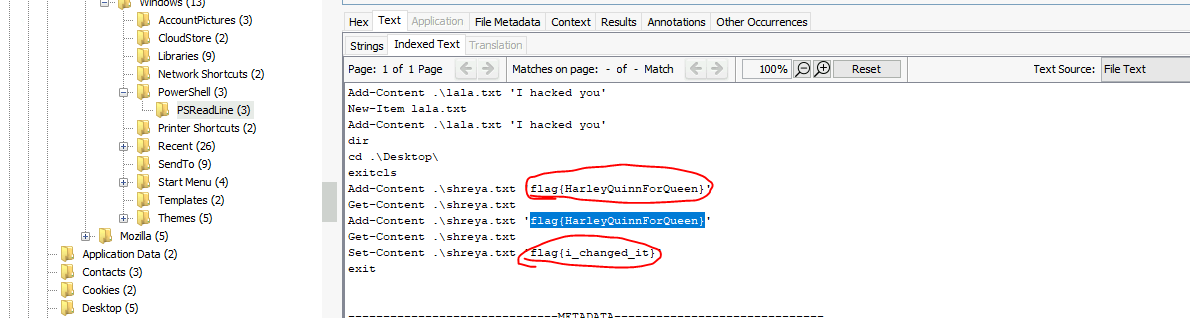 Windows (13)
AccountPictures (3)
CloudStore (2)
Libraries (9)
Network Shortcuts (2)
PowerShell (3)
PSReadLine (3)
Printer Shortcuts (2)
Recent (26)
SendTo (9)
Start Menu (4)
Templates (2)
Themes (5)
Mozilla (5)
Application Data (2)
Contacts (3)
Cookies (2)
Desktop (5)
Hex Text Application File Metadata Context Results Annotations Other Occurrences
Strings Indexed Text Translation
Page: 1 of 1 Page Matches on page: - of - Match 100% Reset Text Source: File Text
Add-Content .\lala.txt 'I hacked you'
New-Item lala.txt
Add-Content .\lala.txt 'I hacked you'
dir
cd .\Desktop\
exitcls
Add-Content .\shreya.txt 'flag{HarleyQuinnForQueen}'
Get-Content .\shreya.txt
Add-Content .\shreya.txt 'flag{HarleyQuinnForQueen}'
Get-Content .\shreya.txt
Set-Content .\shreya.txt 'flag{i_changed_it}'
exit
------------------------------METADATA------------------------------